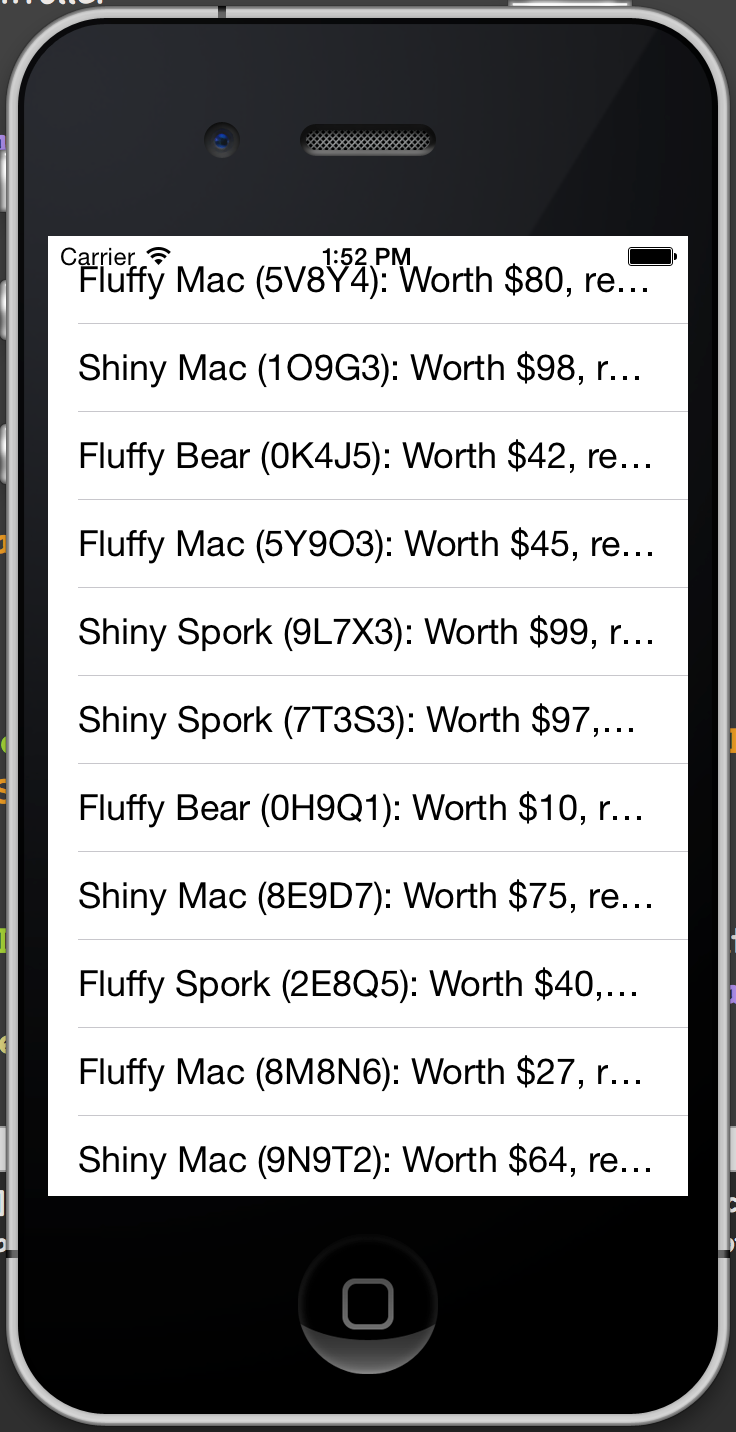 Carrier 1:52 PM
Fluffy Mac (5V8Y4): Worth $80, re…
Shiny Mac (1O9G3): Worth $98, r…
Fluffy Bear (0K4J5): Worth $42, re…
Fluffy Mac (5Y9O3): Worth $45, re…
Shiny Spork (9L7X3): Worth $99, r…
Shiny Spork (7T3S3): Worth $97,…
Fluffy Bear (0H9Q1): Worth $10, r…
Shiny Mac (8E9D7): Worth $75, re…
Fluffy Spork (2E8Q5): Worth $40,…
Fluffy Mac (8M8N6): Worth $27, r…
Shiny Mac (9N9T2): Worth $64, re…